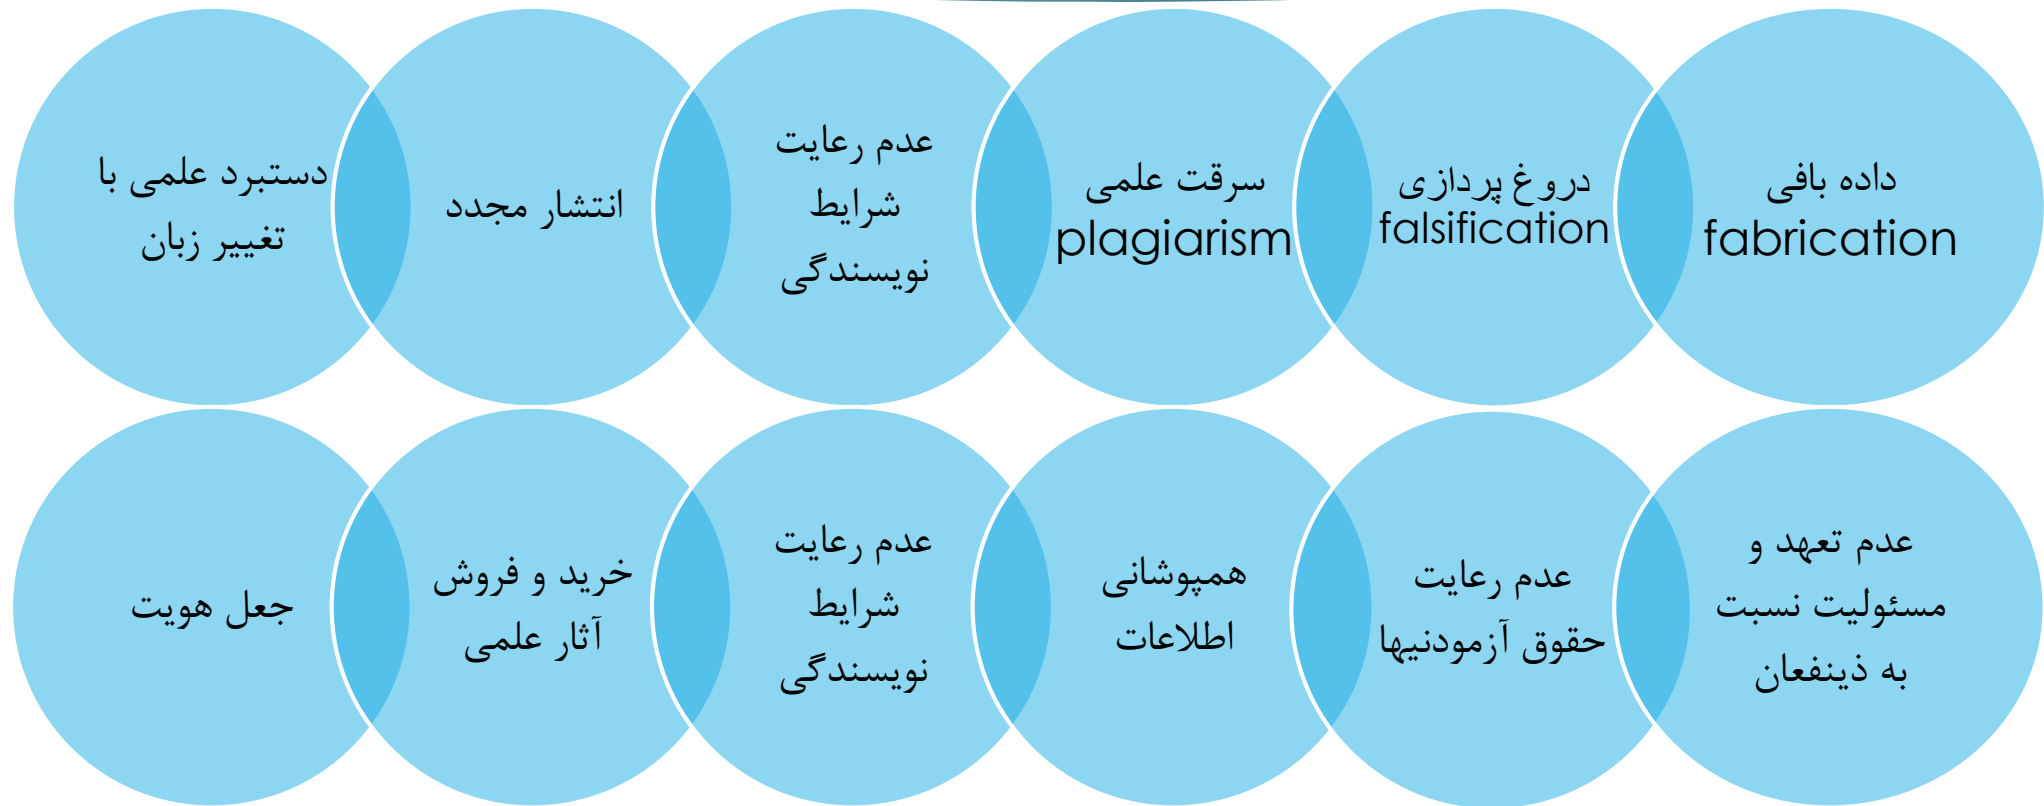 داده بافی
fabrication
دروغ پردازی
falsification
سرقت علمی
plagiarism
عدم رعایت
شرایط
نویسندگی
انتشار مجدد
دستبرد علمی با
تغییر زبان
عدم تعهد و
مسئولیت نسبت
به ذینفعان
عدم رعایت
حقوق آزمودنیها
همپوشانی
اطلاعات
عدم رعایت
شرایط
نویسندگی
خرید و فروش
آثار علمی
جعل هویت